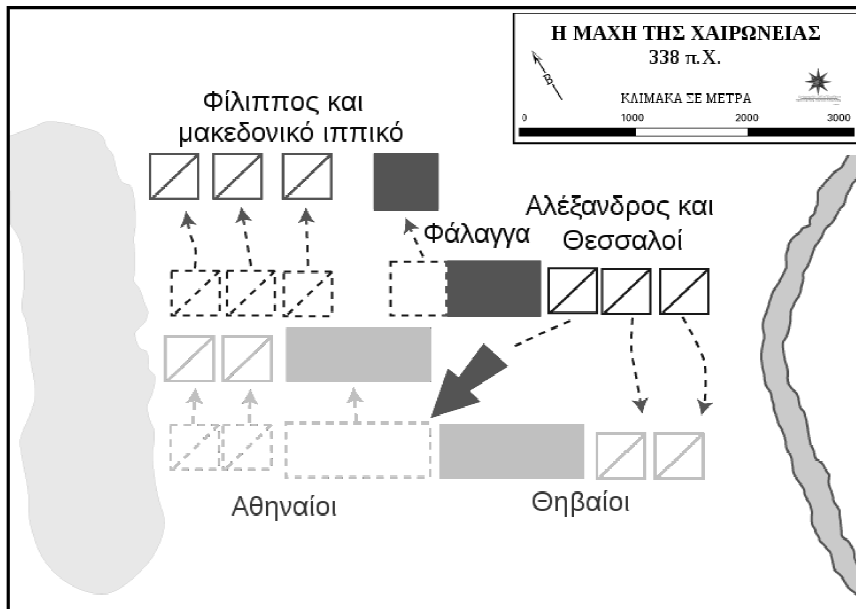 Η ΜΑΧΗ ΤΗΣ ΧΑΙΡΩΝΕΙΑΣ
338 π.Χ.
Β
ΚΛΙΜΑΚΑ ΣΕ ΜΕΤΡΑ
0 1000 2000 3000
Φίλιππος και
μακεδονικό ιππικό
Αλέξανδρος και
Θεσσαλοί
Φάλαγγα
Αθηναίοι
Θηβαίοι